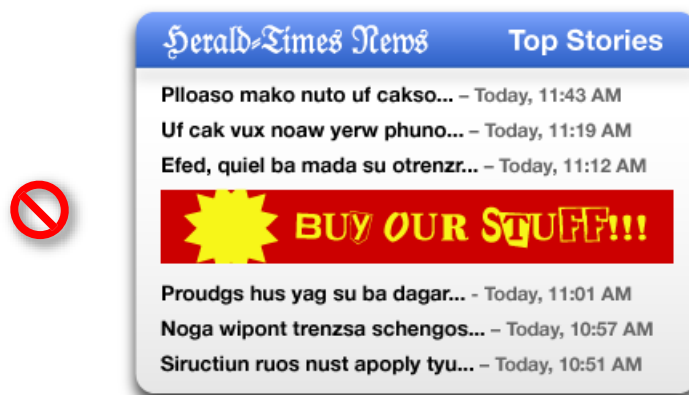 Herald-Times News Top Stories
Plloaso mako nuto uf cakso... – Today, 11:43 AM
Uf cak vux noaw yerw phuno... – Today, 11:19 AM
Efed, quiel ba mada su otrenzr... – Today, 11:12 AM
BUY OUR STUFF!!!
Proudgs hus yag su ba dagar... - Today, 11:01 AM
Noga wipont trenzsa schengos... – Today, 10:57 AM
Siructiun ruos nust apoply tyu... – Today, 10:51 AM